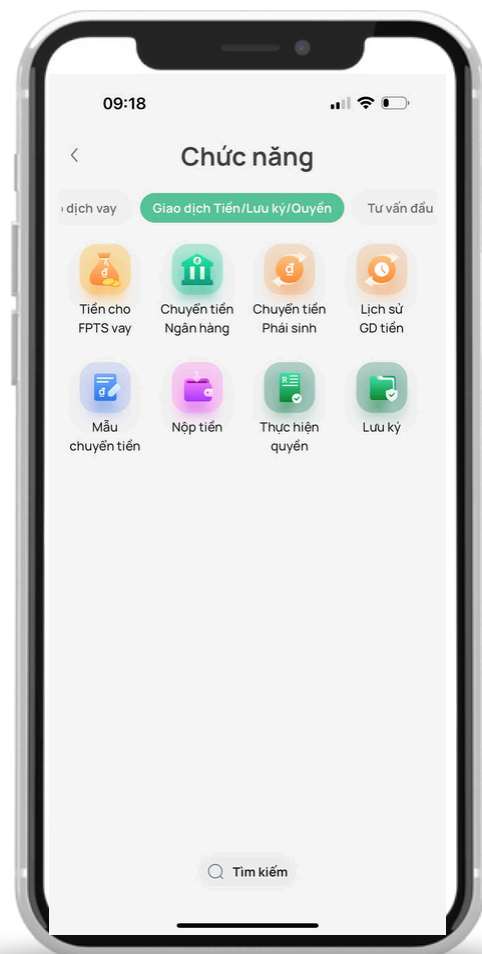 09:18
Chức năng
dịch vay
Giao dịch Tiền/Lưu ký/Quyền
Tư vấn đầu
Tiền cho
FPTS vay
Chuyển tiền
Ngân hàng
Chuyển tiền
Phái sinh
Lịch sử
GD tiền
Mẫu
chuyển tiền
Nộp tiền
Thực hiện
quyền
Lưu ký
Tìm kiếm